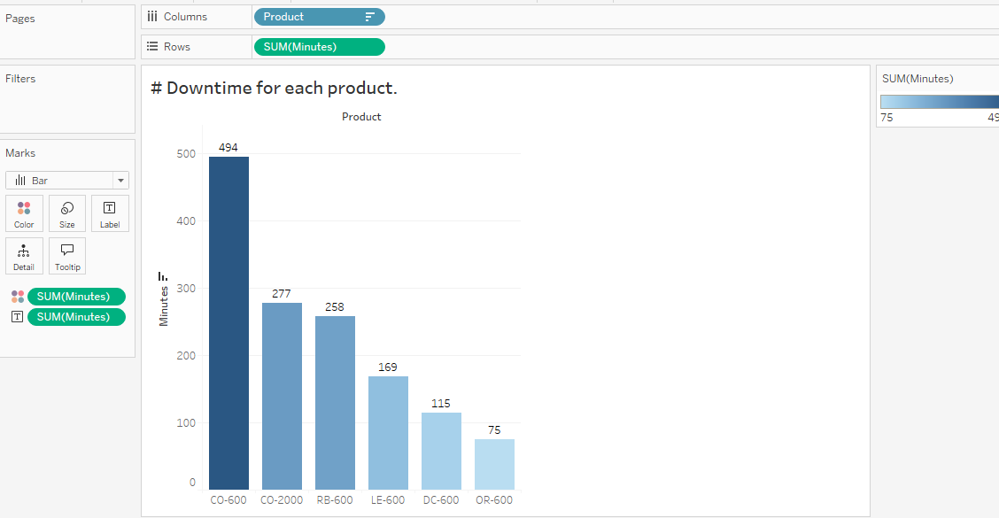 Pages
Columns
Product
Rows
SUM(Minutes)
Filters
Marks
Bar
Color
Size
Label
Detail
Tooltip
SUM(Minutes)
SUM(Minutes)
# Downtime for each product.
Product
Minutes
500
400
300
200
100
0
494
277
258
169
115
75
CO-600
CO-2000
RB-600
LE-600
DC-600
OR-600
SUM(Minutes)
75
49